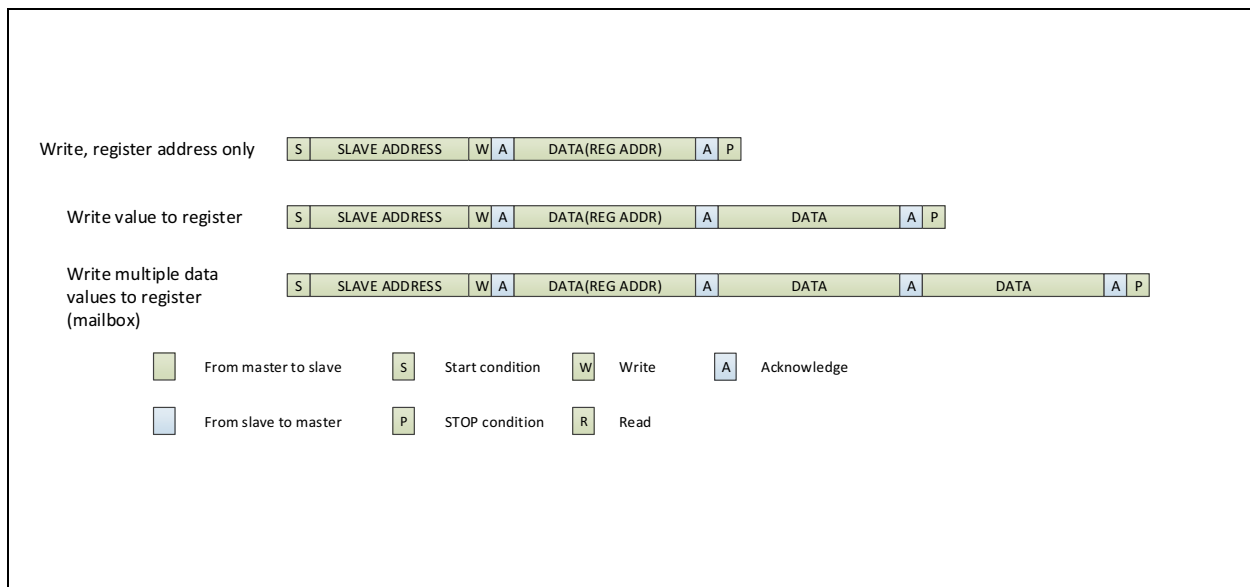 Write, register address only
S SLAVE ADDRESS W A DATA(REG ADDR) A P
Write value to register
S SLAVE ADDRESS W A DATA(REG ADDR) A DATA A P
Write multiple data
values to register
(mailbox)
S SLAVE ADDRESS W A DATA(REG ADDR) A DATA A DATA A P
From master to slave S Start condition W Write A Acknowledge
From slave to master P STOP condition R Read